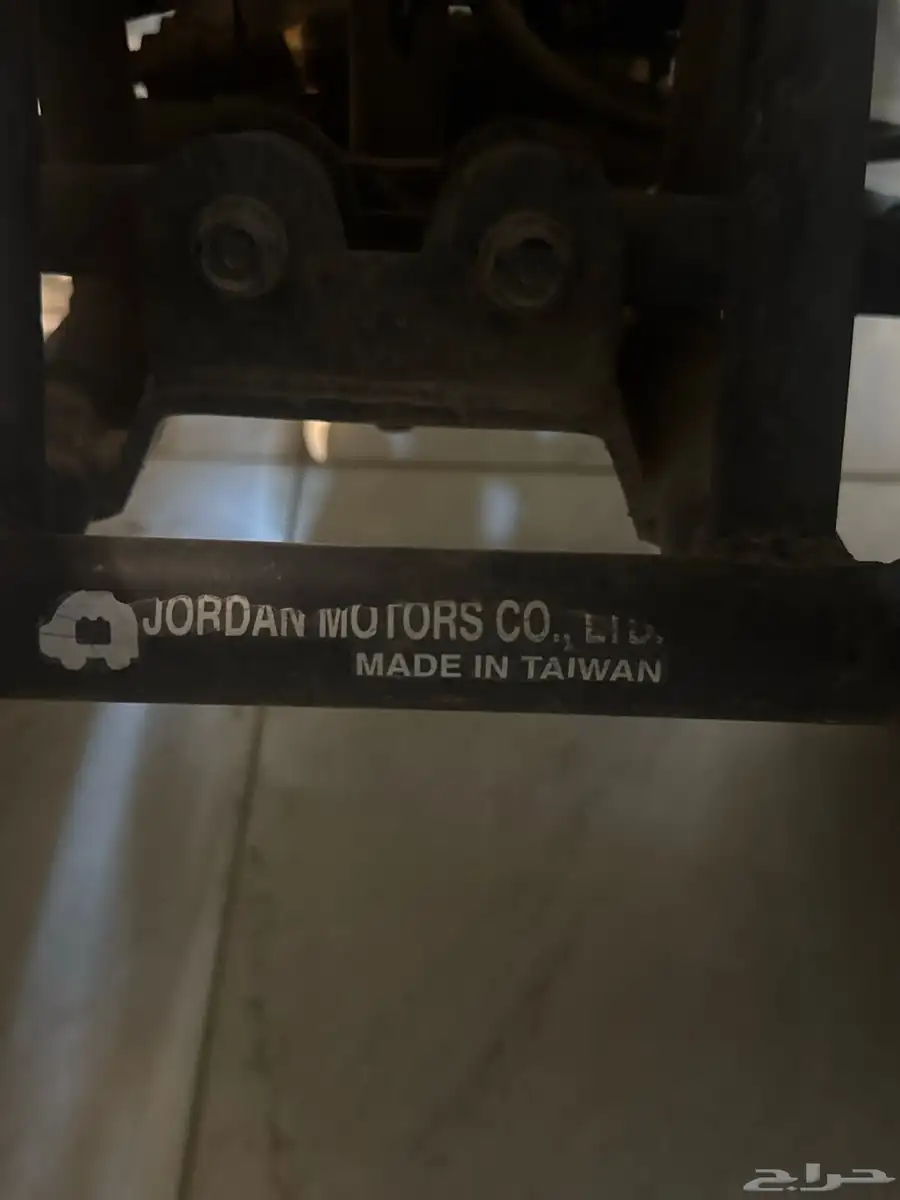 JORDAN MOTORS CO., LTD.
MADE IN TAIWAN
حراج